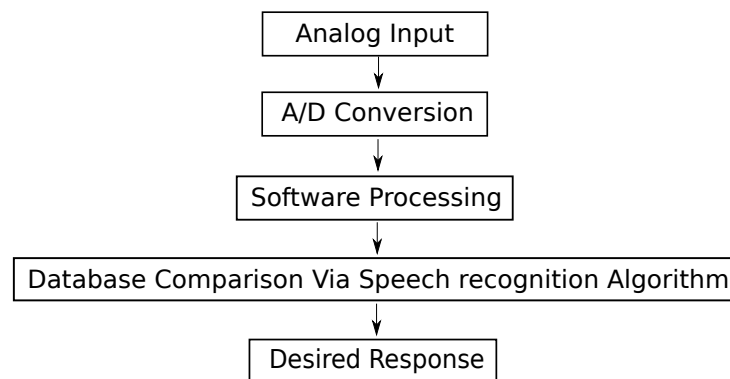 Analog Input
A/D Conversion
Software Processing
Database Comparison Via Speech recognition Algorithm
Desired Response